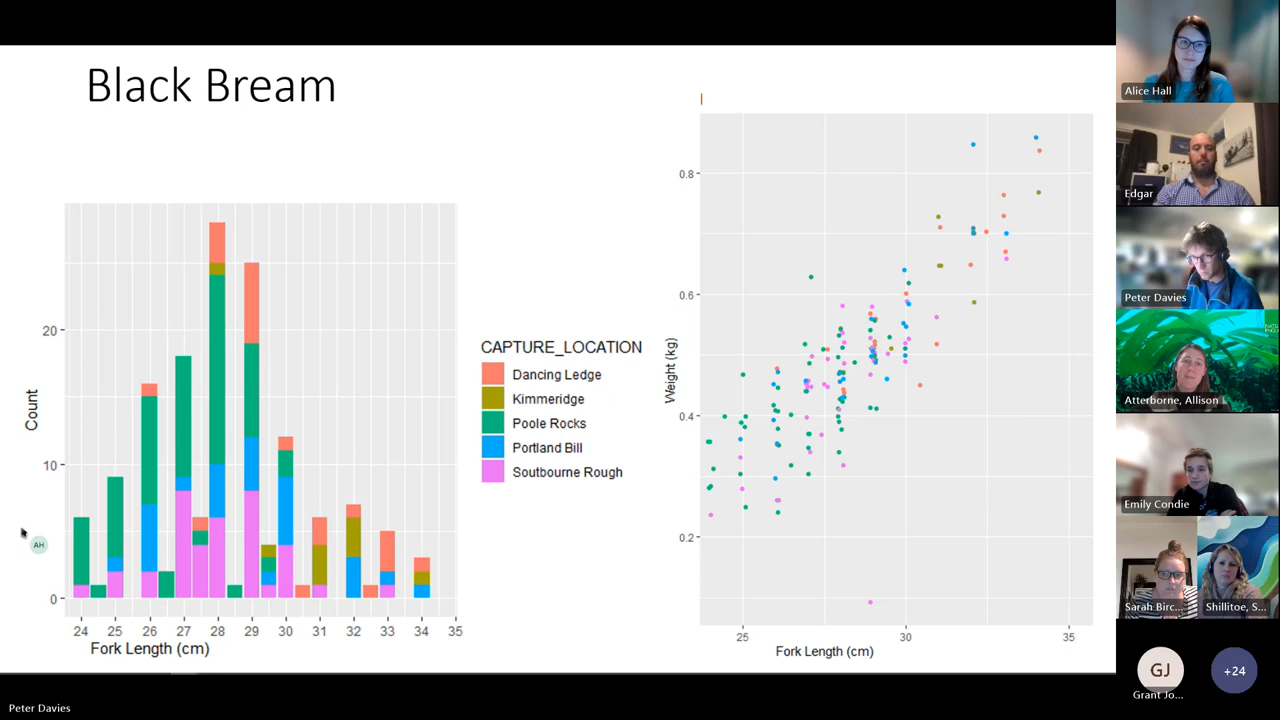 Black Bream
Count
20
10
0
24 25 26 27 28 29 30 31 32 33 34 35
Fork Length (cm)
CAPTURE_LOCATION
Dancing Ledge
Kimmeridge
Poole Rocks
Portland Bill
Soutbourne Rough
Weight (kg)
0.8
0.6
0.4
0.2
25 30 35
Fork Length (cm)
AH
Alice Hall
Edgar
Peter Davies
Atterborne, Allison
Emily Condie
Sarah Birc...
Shillitoe, S...
GJ
Grant Jo...
+24
Peter Davies